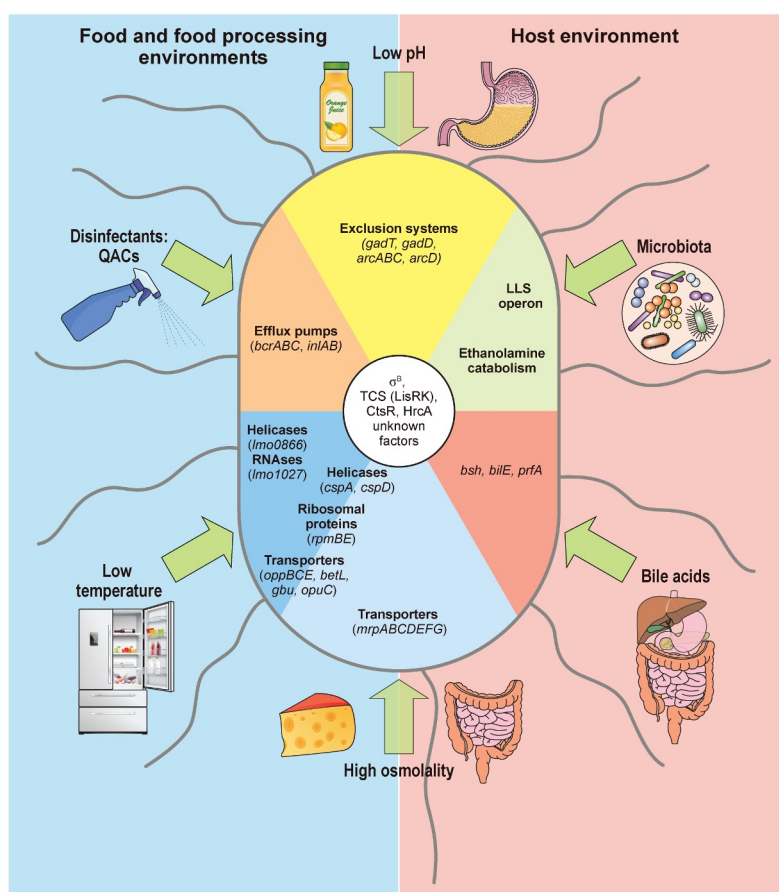 Food and food processing
environments
Host environment
Low pH
Orange
Juice
Exclusion systems
(gadT, gadD,
arcABC, arcD)
Disinfectants:
QACs
Microbiota
LLS
operon
Efflux pumps
(bcrABC, inlAB)
Ethanolamine
catabolism
σᴮ,
TCS (LisRK),
CtsR, HrcA
unknown
factors
Helicases
(lmo0866)
RNAses
(lmo1027)
Helicases
(cspA, cspD)
Ribosomal
proteins
(rpmBE)
Transporters
(oppBCE, betL,
gbu, opuC)
bsh, bilE, prfA
Low
temperature
Bile acids
Transporters
(mrpABCDEFG)
High osmolality